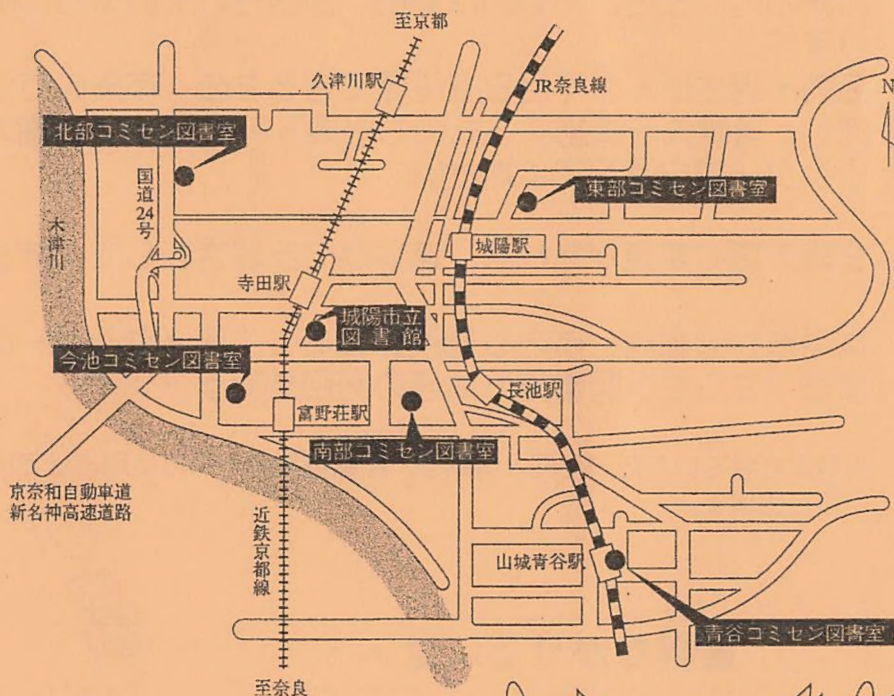 至京都
久津川駅
JR奈良線
N
北部コミセン図書室
国道24号
東部コミセン図書室
木津川
城陽駅
寺田駅
城陽市立
図書館
今池コミセン図書室
長池駅
富野荘駅
南部コミセン図書室
京奈和自動車道
新名神高速道路
近鉄京都線
山城青谷駅
青谷コミセン図書室
至奈良